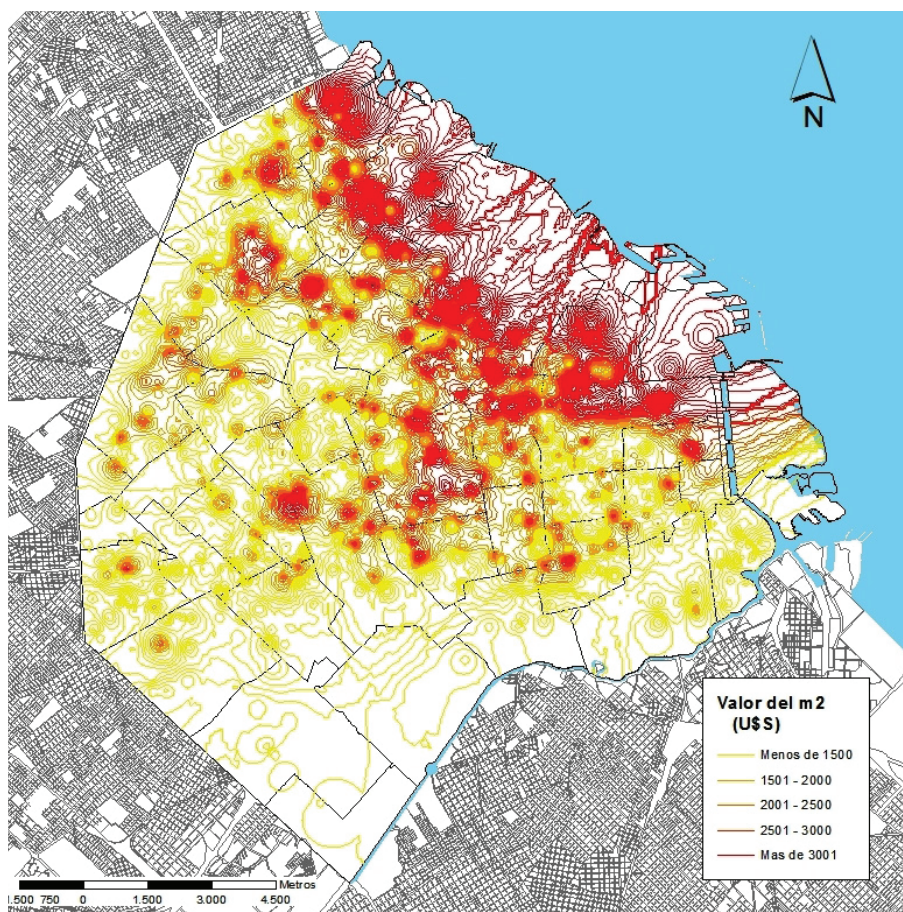 N
Valor del m2
(U$S)
Menos de 1500
1501 - 2000
2001 - 2500
2501 - 3000
Mas de 3001
Metros
1.500 750 0 1.500 3.000 4.500